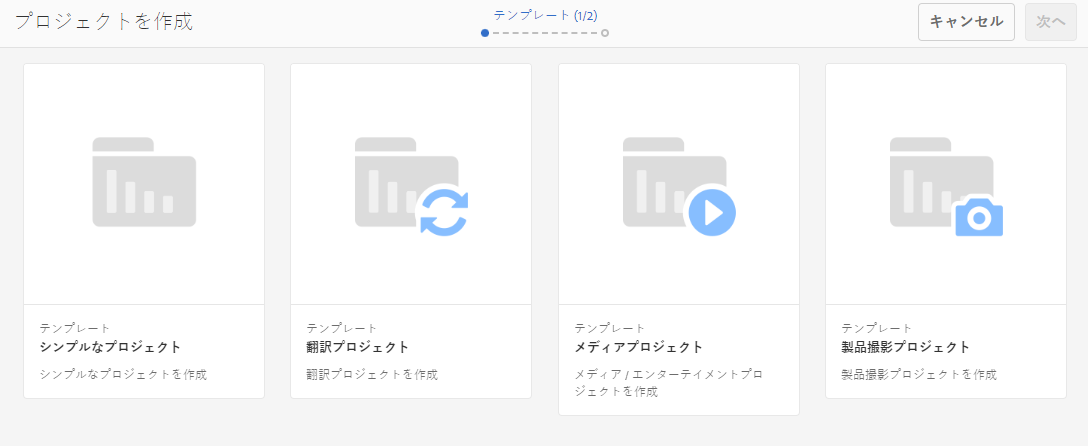 プロジェクトを作成
テンプレート (1/2)
キャンセル
次へ
テンプレート
シンプルなプロジェクト
シンプルなプロジェクトを作成
テンプレート
翻訳プロジェクト
翻訳プロジェクトを作成
テンプレート
メディアプロジェクト
メディア / エンターテイメントプロ
ジェクトを作成
テンプレート
製品撮影プロジェクト
製品撮影プロジェクトを作成